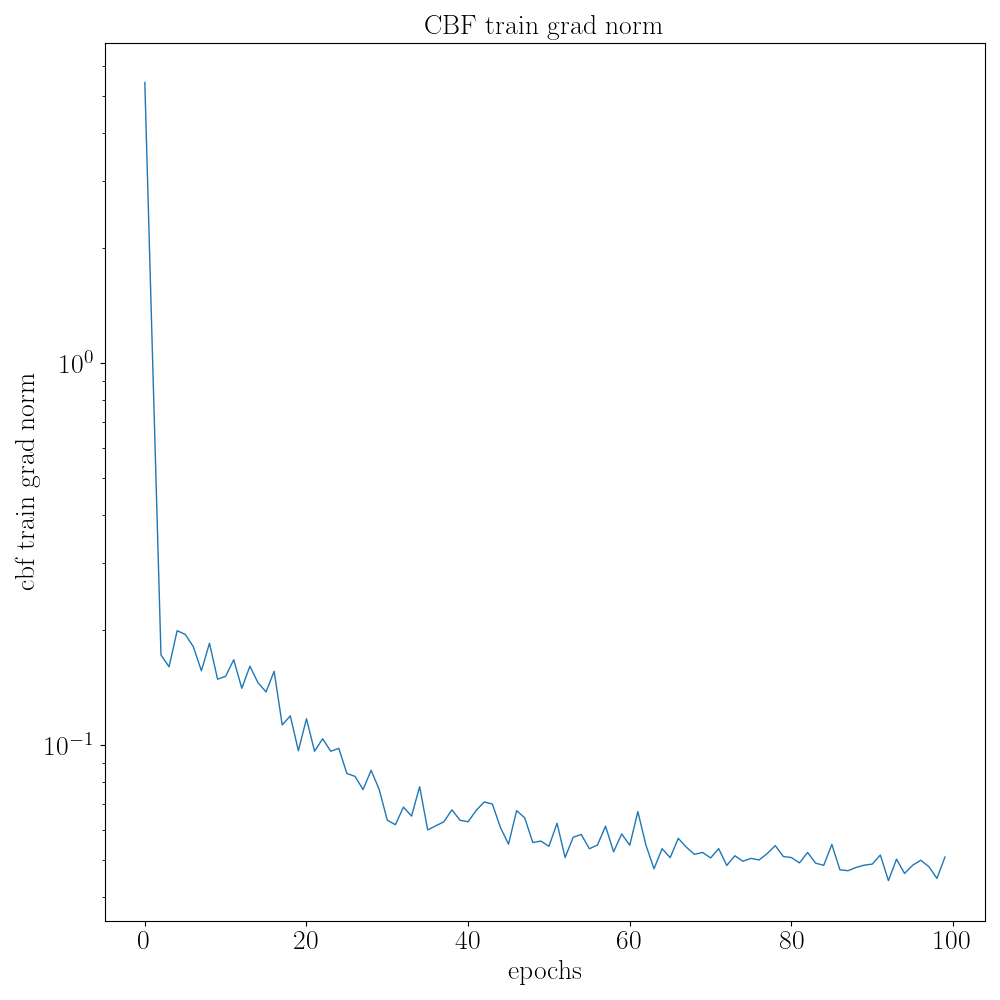 CBF train grad norm
cbf train grad norm
10^0
10^{-1}
0 20 40 60 80 100
epochs